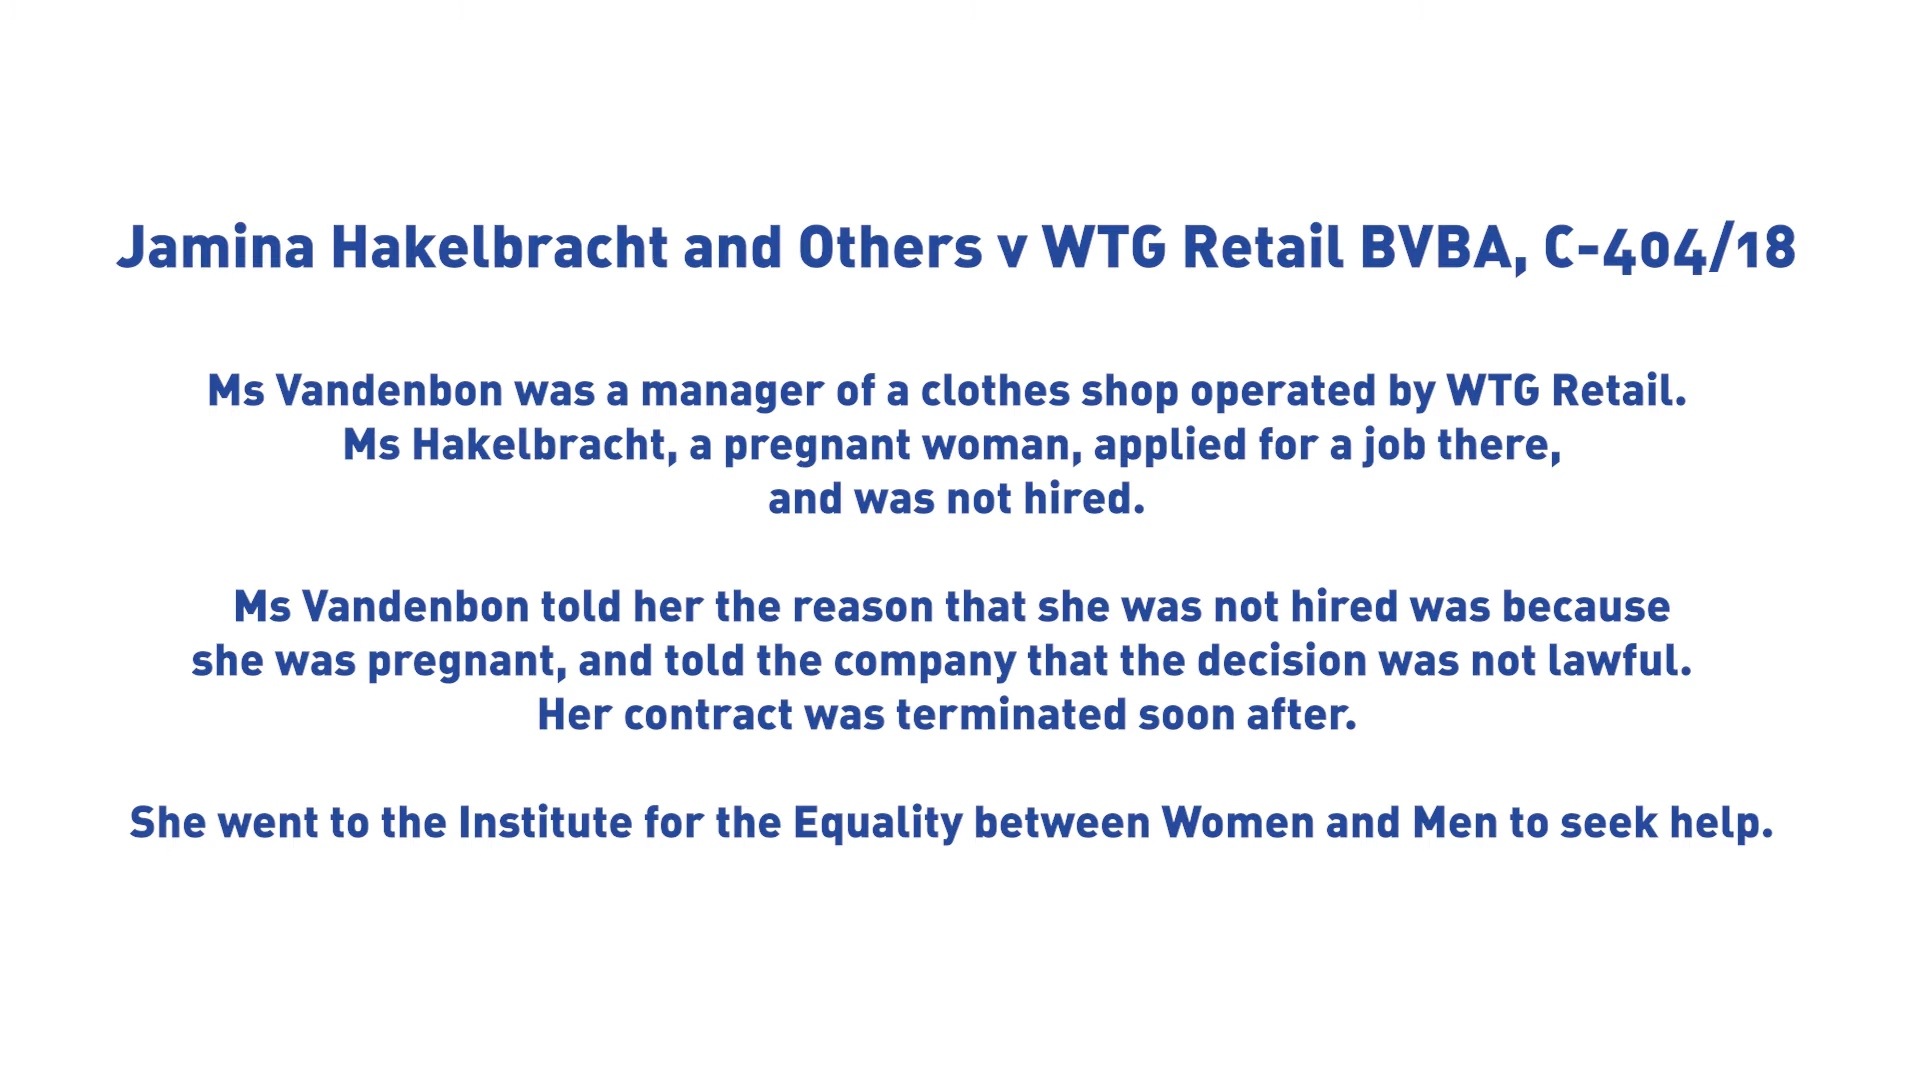 Jamina Hakelbracht and Others v WTG Retail BVBA, C-404/18
Ms Vandenbon was a manager of a clothes shop operated by WTG Retail.
Ms Hakelbracht, a pregnant woman, applied for a job there,
and was not hired.
Ms Vandenbon told her the reason that she was not hired was because
she was pregnant, and told the company that the decision was not lawful.
Her contract was terminated soon after.
She went to the Institute for the Equality between Women and Men to seek help.